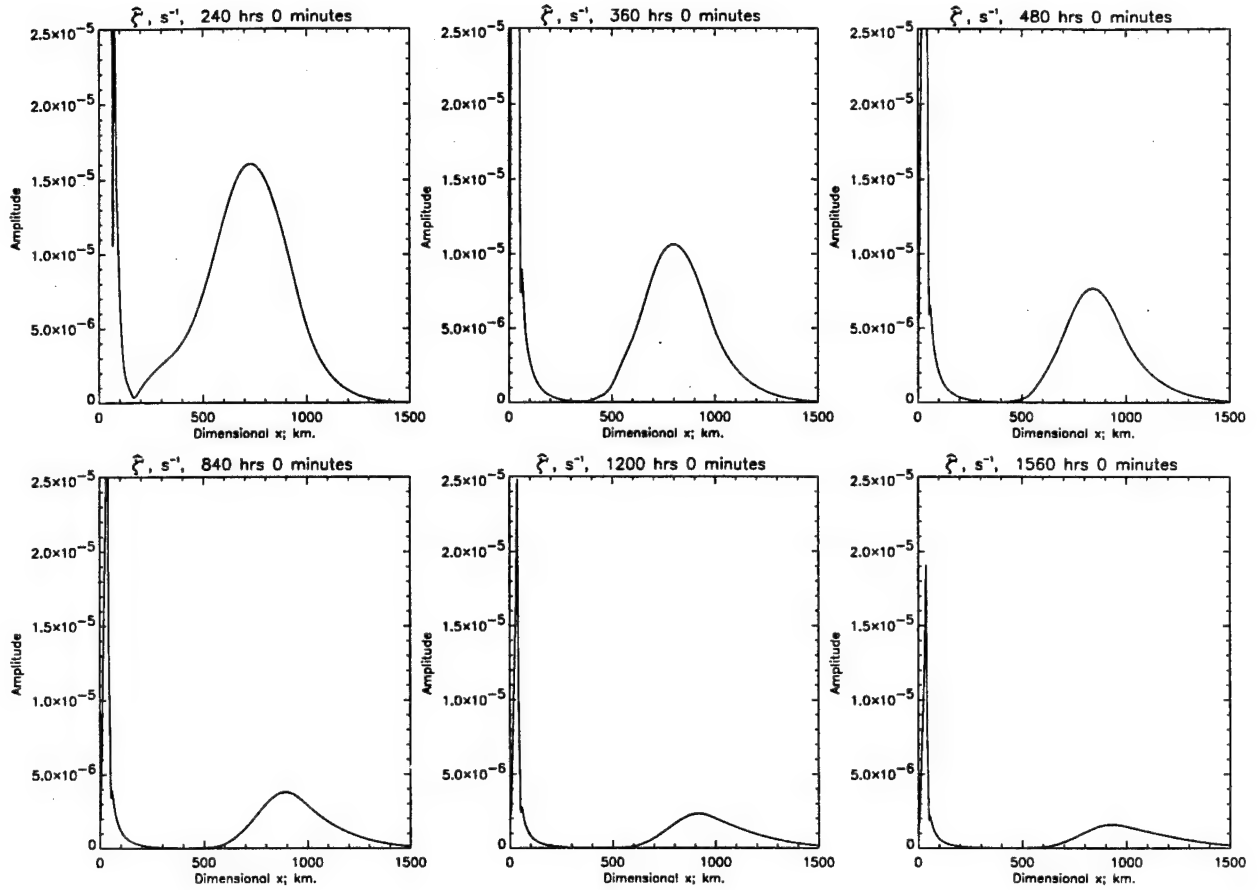 ζ̂, s⁻¹, 240 hrs 0 minutes
2.5×10⁻⁵
2.0×10⁻⁵
1.5×10⁻⁵
1.0×10⁻⁵
5.0×10⁻⁶
0
Amplitude
0 500 1000 1500
Dimensional x; km.
ζ̂, s⁻¹, 360 hrs 0 minutes
2.5×10⁻⁵
2.0×10⁻⁵
1.5×10⁻⁵
1.0×10⁻⁵
5.0×10⁻⁶
0
Amplitude
0 500 1000 1500
Dimensional x; km.
ζ̂, s⁻¹, 480 hrs 0 minutes
2.5×10⁻⁵
2.0×10⁻⁵
1.5×10⁻⁵
1.0×10⁻⁵
5.0×10⁻⁶
0
Amplitude
0 500 1000 1500
Dimensional x; km.
ζ̂, s⁻¹, 840 hrs 0 minutes
2.5×10⁻⁵
2.0×10⁻⁵
1.5×10⁻⁵
1.0×10⁻⁵
5.0×10⁻⁶
0
Amplitude
0 500 1000 1500
Dimensional x; km.
ζ̂, s⁻¹, 1200 hrs 0 minutes
2.5×10⁻⁵
2.0×10⁻⁵
1.5×10⁻⁵
1.0×10⁻⁵
5.0×10⁻⁶
0
Amplitude
0 500 1000 1500
Dimensional x; km.
ζ̂, s⁻¹, 1560 hrs 0 minutes
2.5×10⁻⁵
2.0×10⁻⁵
1.5×10⁻⁵
1.0×10⁻⁵
5.0×10⁻⁶
0
Amplitude
0 500 1000 1500
Dimensional x; km.